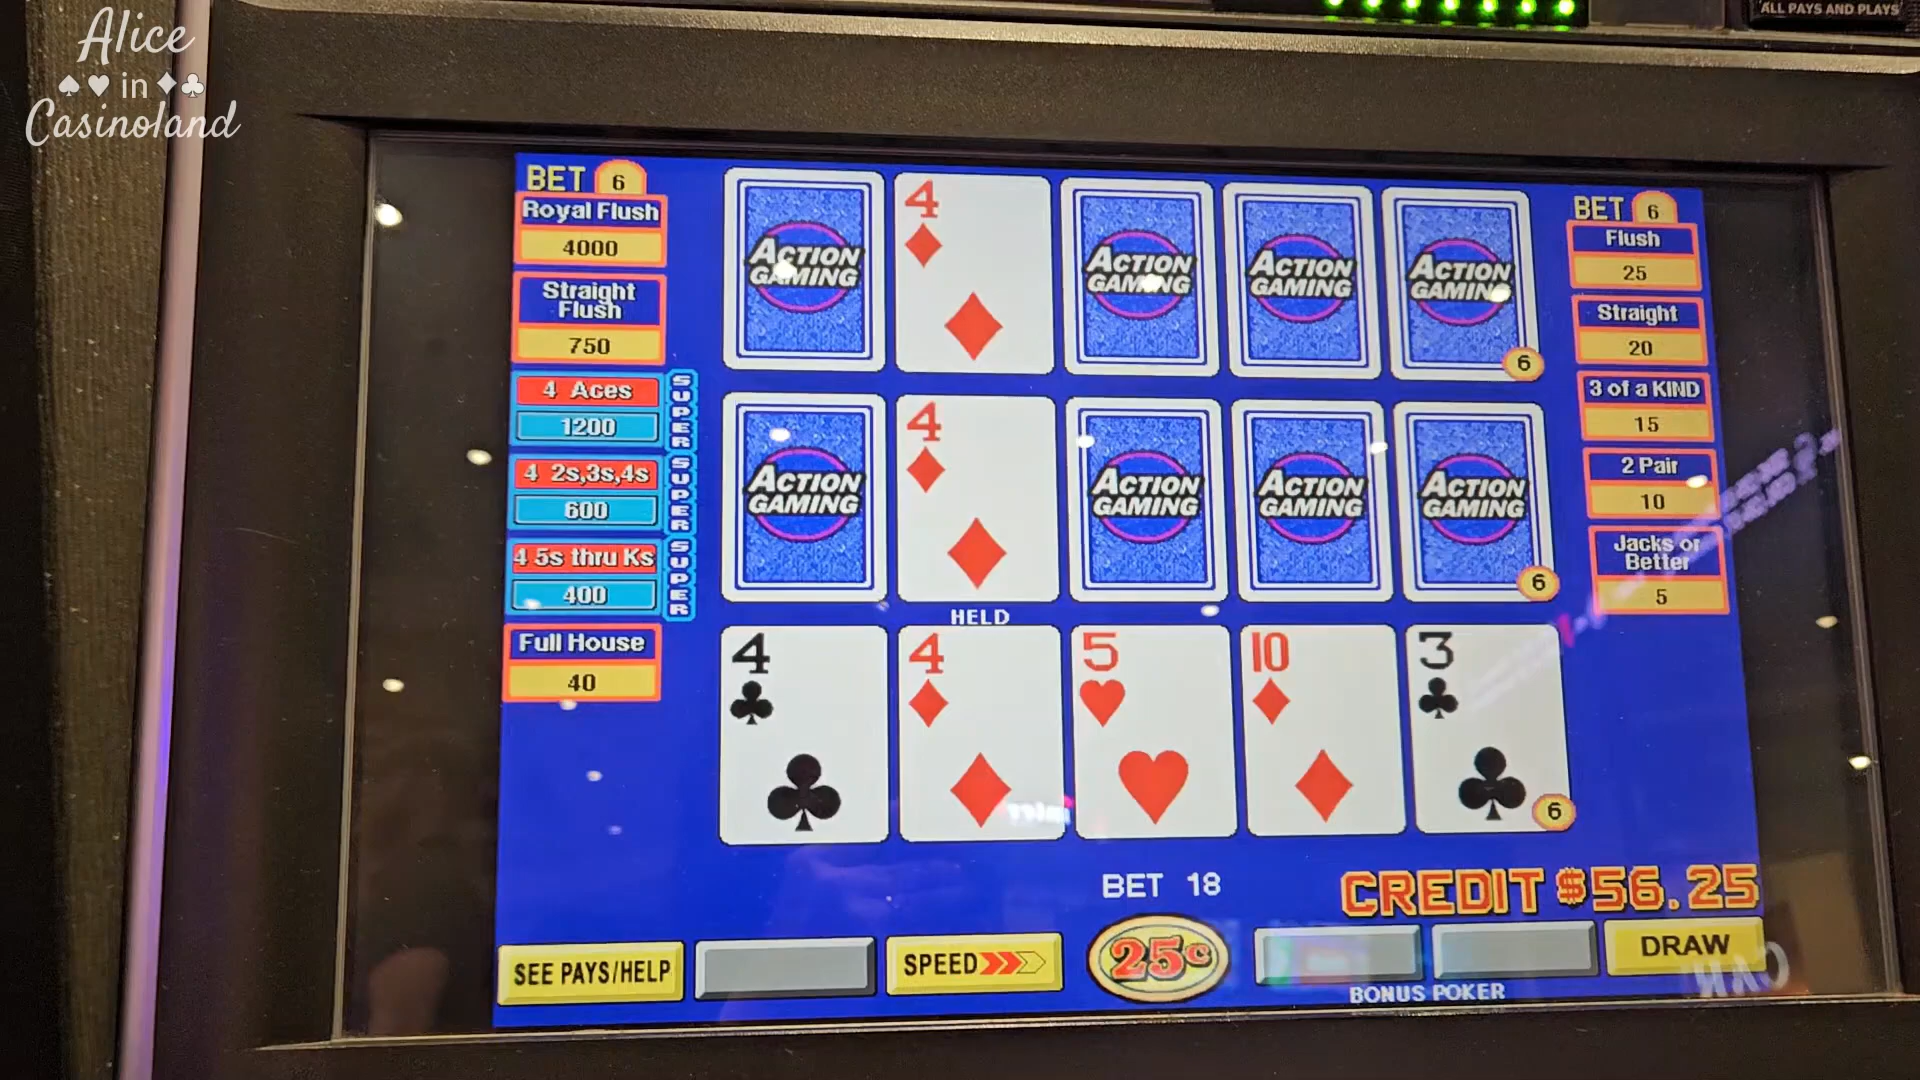 Alice
in
Casinoland
ALL PAYS AND PLAYS
BET 6
Royal Flush
4000
Straight
Flush
750
4 Aces
1200
SUPER
4 2s,3s,4s
600
SUPER
4 5s thru Ks
400
SUPER
Full House
40
ACTION
GAMING
4
ACTION
GAMING
ACTION
GAMING
ACTION
GAMING
6
ACTION
GAMING
4
ACTION
GAMING
ACTION
GAMING
ACTION
GAMING
6
HELD
4
4
5
10
3
6
BET 6
Flush
25
Straight
20
3 of a KIND
15
2 Pair
10
Jacks or
Better
5
BET 18
CREDIT $56.25
SEE PAYS/HELP
SPEED
25¢
DRAW
BONUS POKER